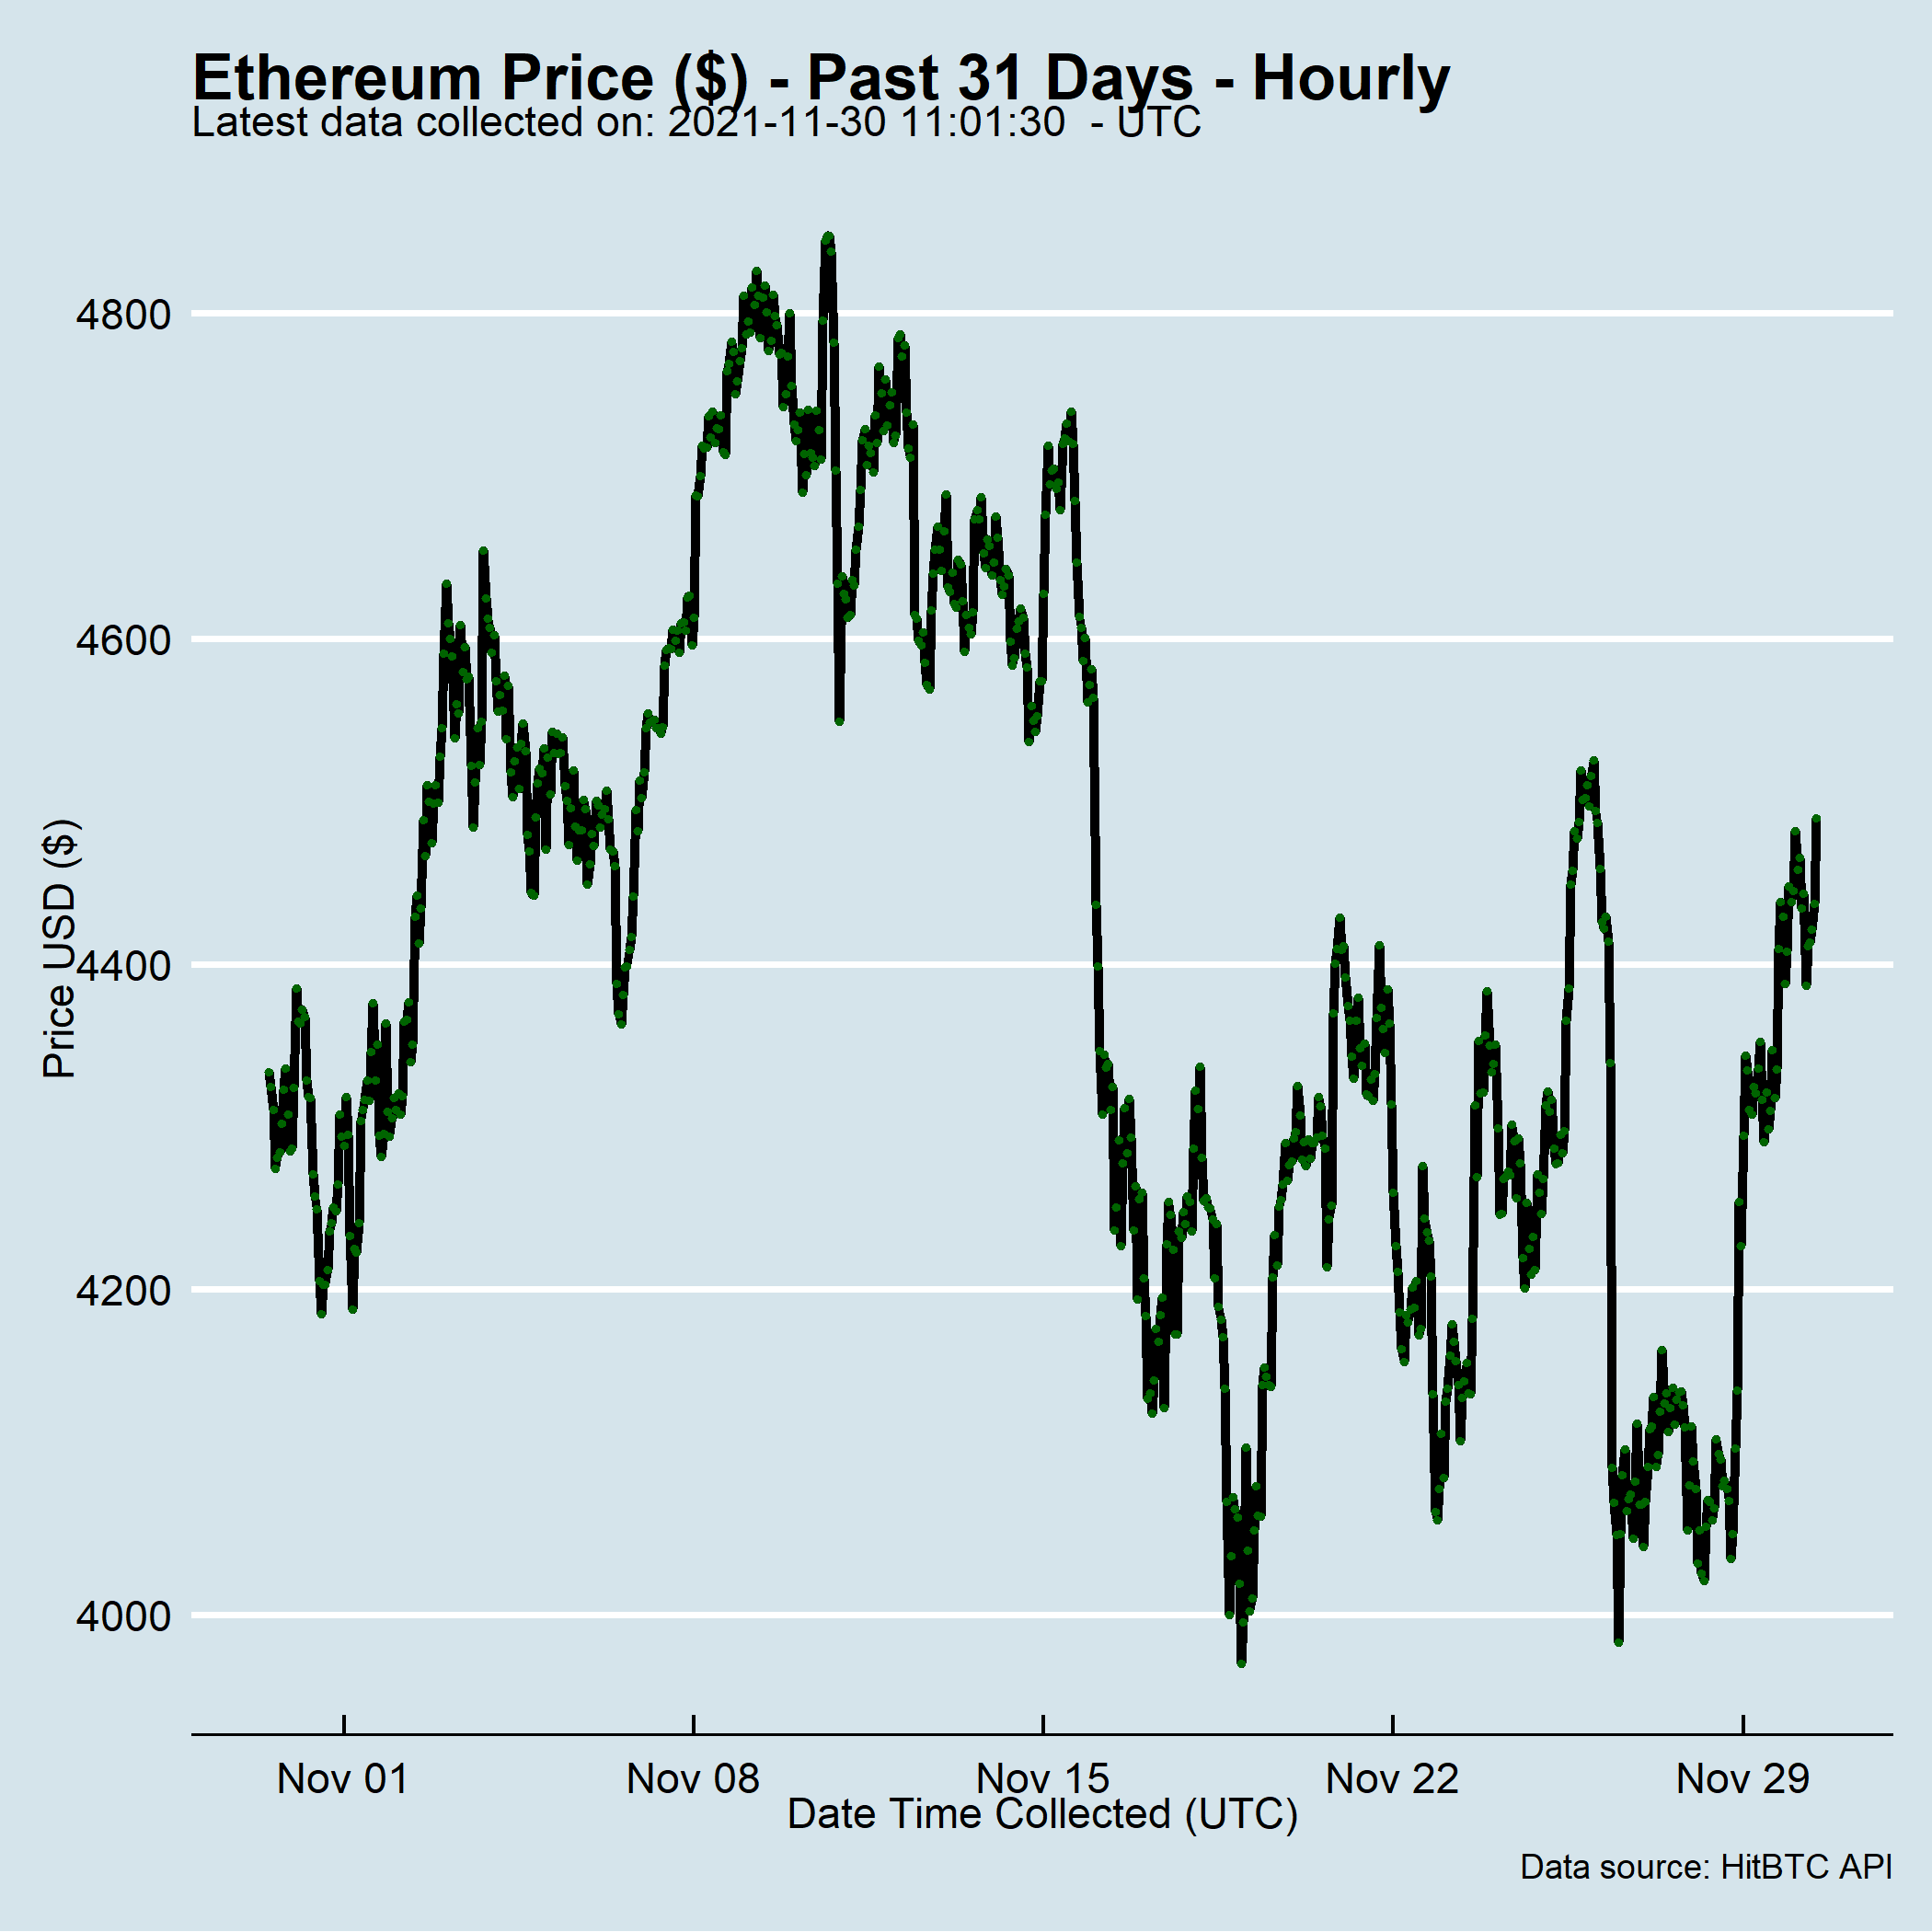 Ethereum Price ($) - Past 31 Days - Hourly
Latest data collected on: 2021-11-30 11:01:30  - UTC
Price USD ($)
4800
4600
4400
4200
4000
Nov 01 Nov 08 Nov 15 Nov 22 Nov 29
Date Time Collected (UTC)
Data source: HitBTC API